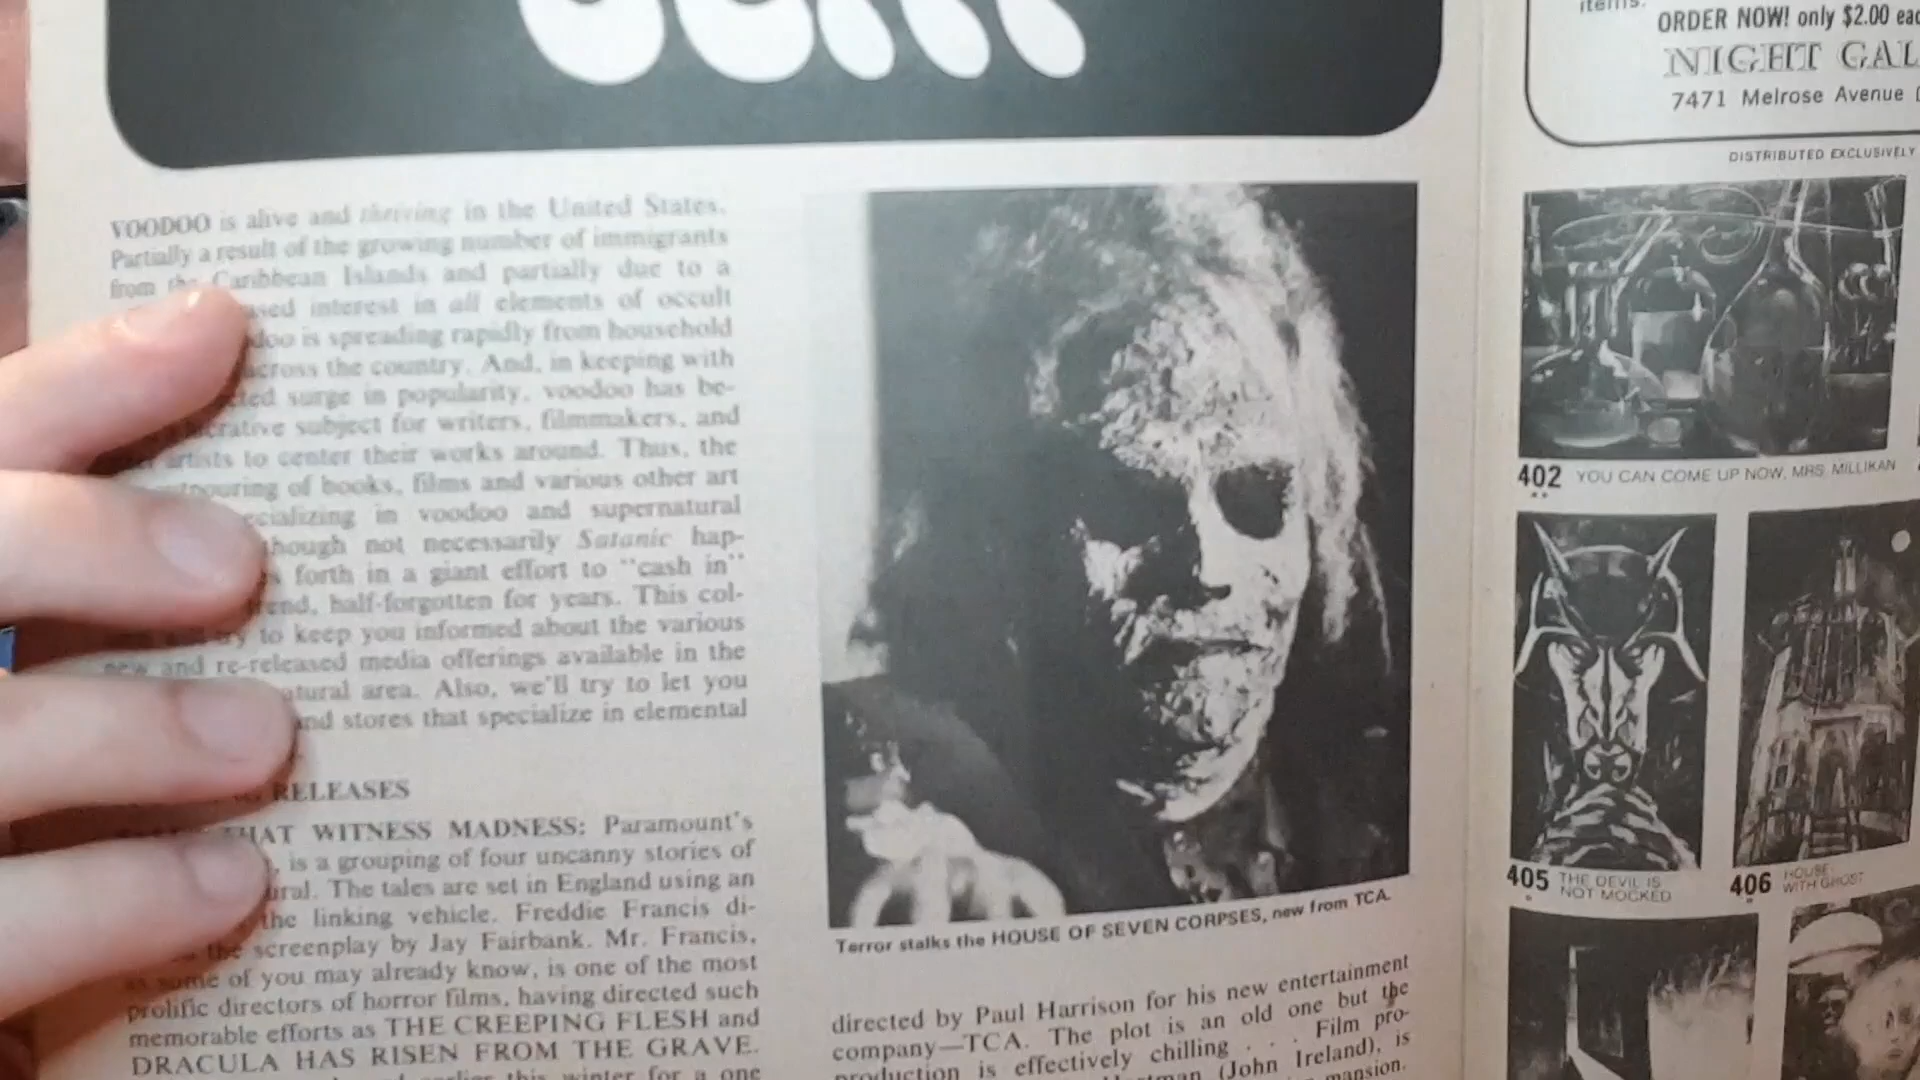 VOODOO is alive and thriving in the United States.
Partially a result of the growing number of immigrants
from the Caribbean Islands and partially due to a
interest in all elements of occult
is spreading rapidly from household
across the country. And, in keeping with
surge in popularity, voodoo has be-
subject for writers, filmmakers, and
artists to center their works around. Thus, the
of books, films and various other art
in voodoo and supernatural
though not necessarily Satanic hap-
forth in a giant effort to "cash in"
half-forgotten for years. This col-
to keep you informed about the various
new and re-released media offerings available in the
area. Also, we'll try to let you
and stores that specialize in elemental
RELEASES
THAT WITNESS MADNESS: Paramount's
is a grouping of four uncanny stories of
The tales are set in England using an
the linking vehicle. Freddie Francis di-
the screenplay by Jay Fairbank. Mr. Francis,
as some of you may already know, is one of the most
prolific directors of horror films, having directed such
memorable efforts as THE CREEPING FLESH and
DRACULA HAS RISEN FROM THE GRAVE.
this winter for a one
Terror stalks the HOUSE OF SEVEN CORPSES, new from TCA.
directed by Paul Harrison for his new entertainment
company—TCA. The plot is an old one but the
production is effectively chilling . . . Film pro-
(John Ireland), is
mansion.
items.
ORDER NOW! only $2.00
NIGHT
7471 Melrose Avenue
DISTRIBUTED EXCLUSIVELY
402 YOU CAN COME UP NOW, MRS. MILLIKAN
405 THE DEVIL IS
NOT MOCKED
406 HOUSE
WITH GHOST